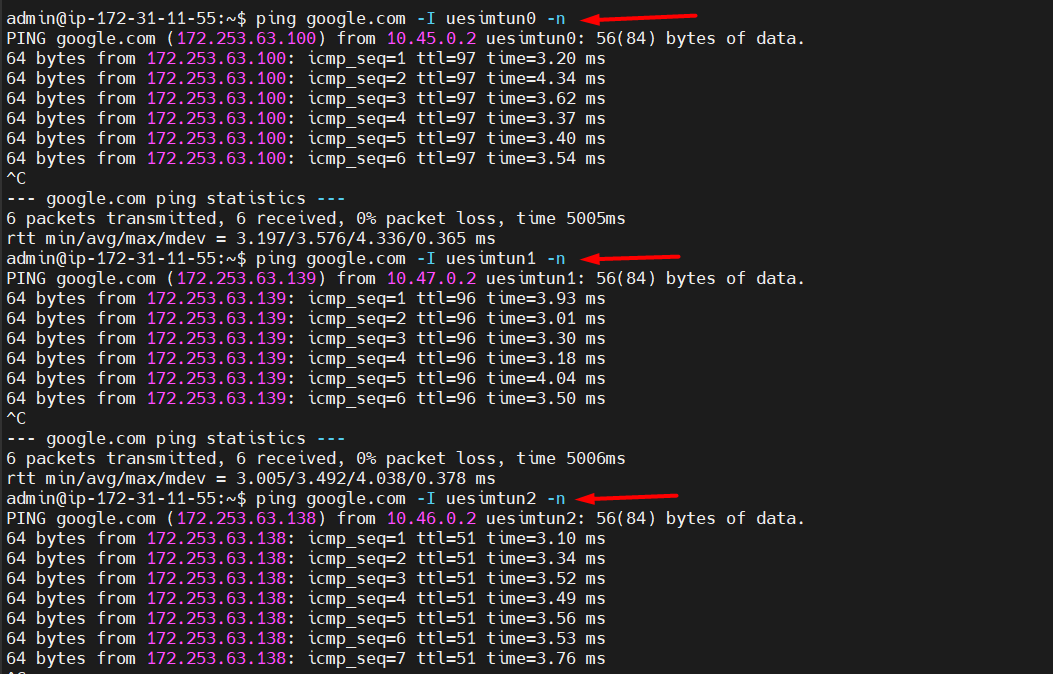 admin@ip-172-31-11-55:~$ ping google.com -I uesimtun0 -n
PING google.com (172.253.63.100) from 10.45.0.2 uesimtun0: 56(84) bytes of data.
64 bytes from 172.253.63.100: icmp_seq=1 ttl=97 time=3.20 ms
64 bytes from 172.253.63.100: icmp_seq=2 ttl=97 time=4.34 ms
64 bytes from 172.253.63.100: icmp_seq=3 ttl=97 time=3.62 ms
64 bytes from 172.253.63.100: icmp_seq=4 ttl=97 time=3.37 ms
64 bytes from 172.253.63.100: icmp_seq=5 ttl=97 time=3.40 ms
64 bytes from 172.253.63.100: icmp_seq=6 ttl=97 time=3.54 ms
^C
--- google.com ping statistics ---
6 packets transmitted, 6 received, 0% packet loss, time 5005ms
rtt min/avg/max/mdev = 3.197/3.576/4.336/0.365 ms
admin@ip-172-31-11-55:~$ ping google.com -I uesimtun1 -n
PING google.com (172.253.63.139) from 10.47.0.2 uesimtun1: 56(84) bytes of data.
64 bytes from 172.253.63.139: icmp_seq=1 ttl=96 time=3.93 ms
64 bytes from 172.253.63.139: icmp_seq=2 ttl=96 time=3.01 ms
64 bytes from 172.253.63.139: icmp_seq=3 ttl=96 time=3.30 ms
64 bytes from 172.253.63.139: icmp_seq=4 ttl=96 time=3.18 ms
64 bytes from 172.253.63.139: icmp_seq=5 ttl=96 time=4.04 ms
64 bytes from 172.253.63.139: icmp_seq=6 ttl=96 time=3.50 ms
^C
--- google.com ping statistics ---
6 packets transmitted, 6 received, 0% packet loss, time 5006ms
rtt min/avg/max/mdev = 3.005/3.492/4.038/0.378 ms
admin@ip-172-31-11-55:~$ ping google.com -I uesimtun2 -n
PING google.com (172.253.63.138) from 10.46.0.2 uesimtun2: 56(84) bytes of data.
64 bytes from 172.253.63.138: icmp_seq=1 ttl=51 time=3.10 ms
64 bytes from 172.253.63.138: icmp_seq=2 ttl=51 time=3.34 ms
64 bytes from 172.253.63.138: icmp_seq=3 ttl=51 time=3.52 ms
64 bytes from 172.253.63.138: icmp_seq=4 ttl=51 time=3.49 ms
64 bytes from 172.253.63.138: icmp_seq=5 ttl=51 time=3.56 ms
64 bytes from 172.253.63.138: icmp_seq=6 ttl=51 time=3.53 ms
64 bytes from 172.253.63.138: icmp_seq=7 ttl=51 time=3.76 ms